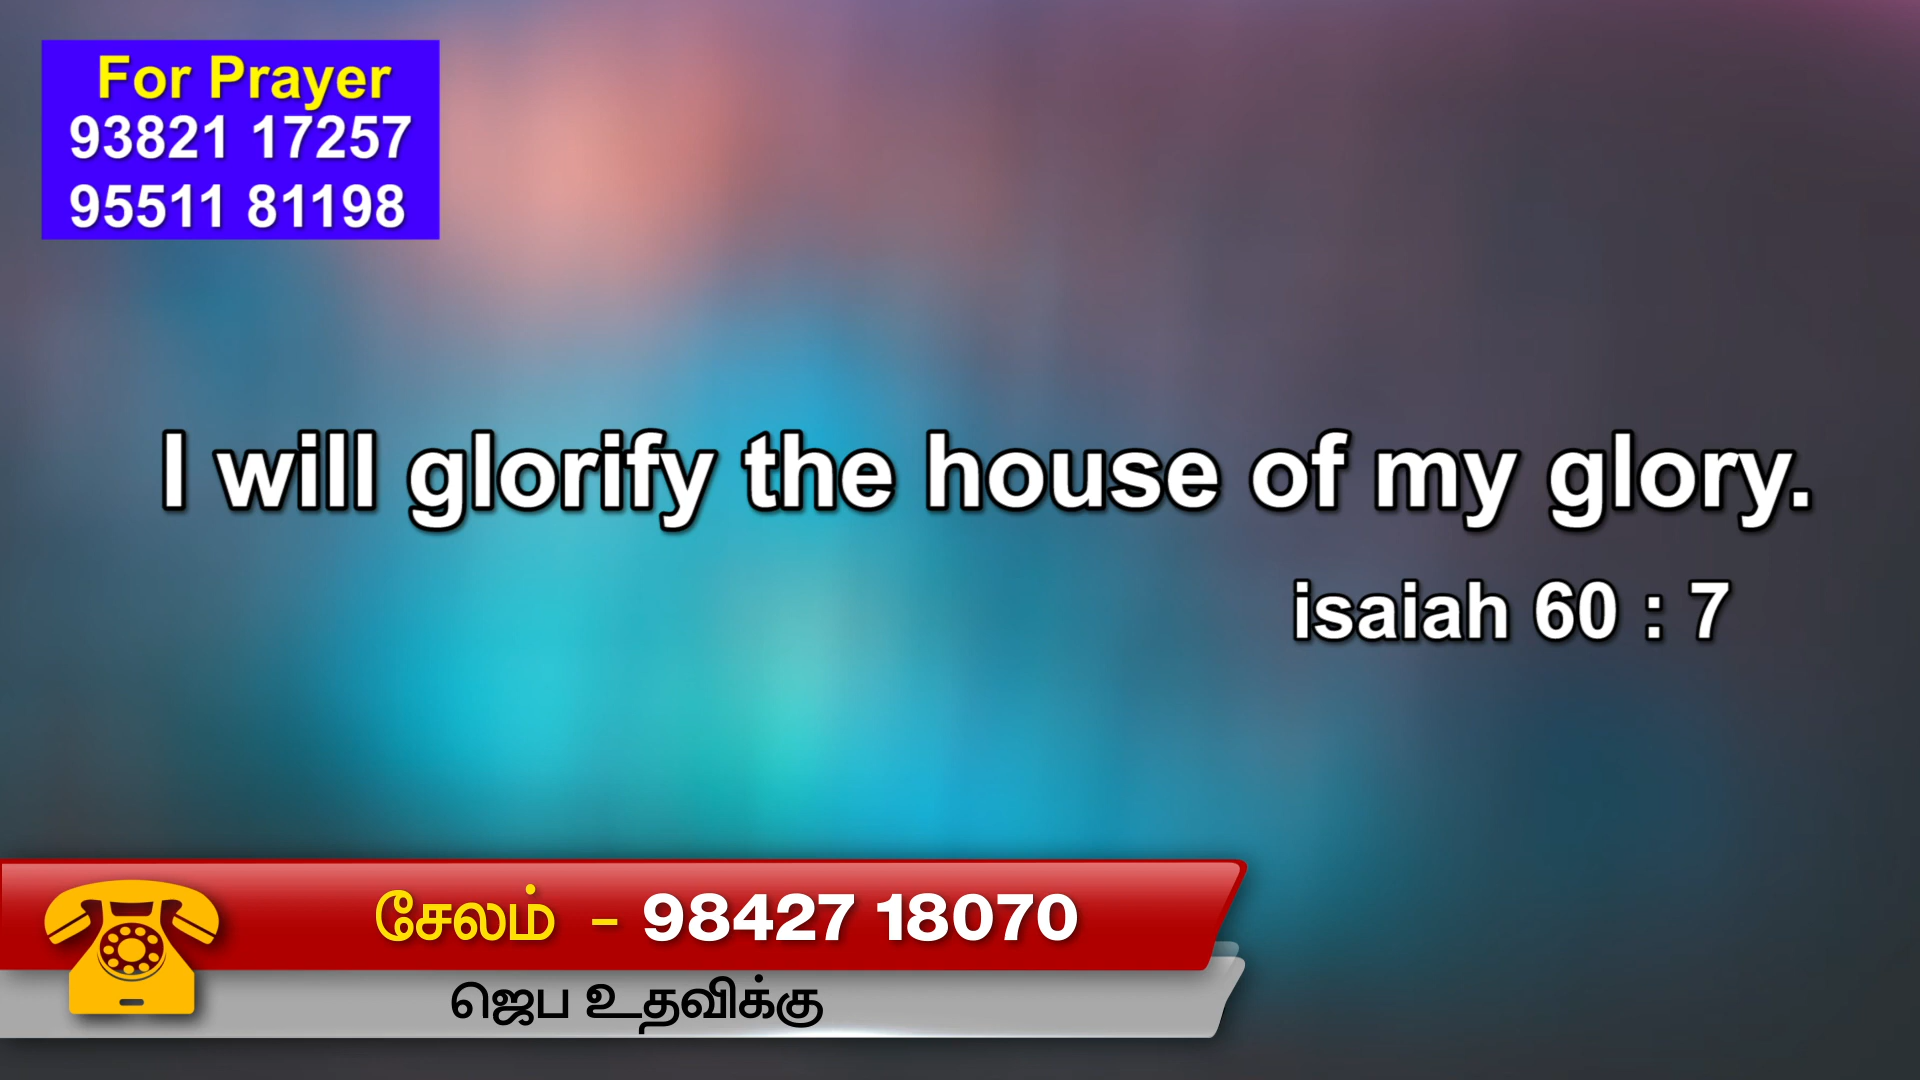 For Prayer
93821 17257
95511 81198
I will glorify the house of my glory.
isaiah 60 : 7
சேலம் - 98427 18070
ஜெப உதவிக்கு